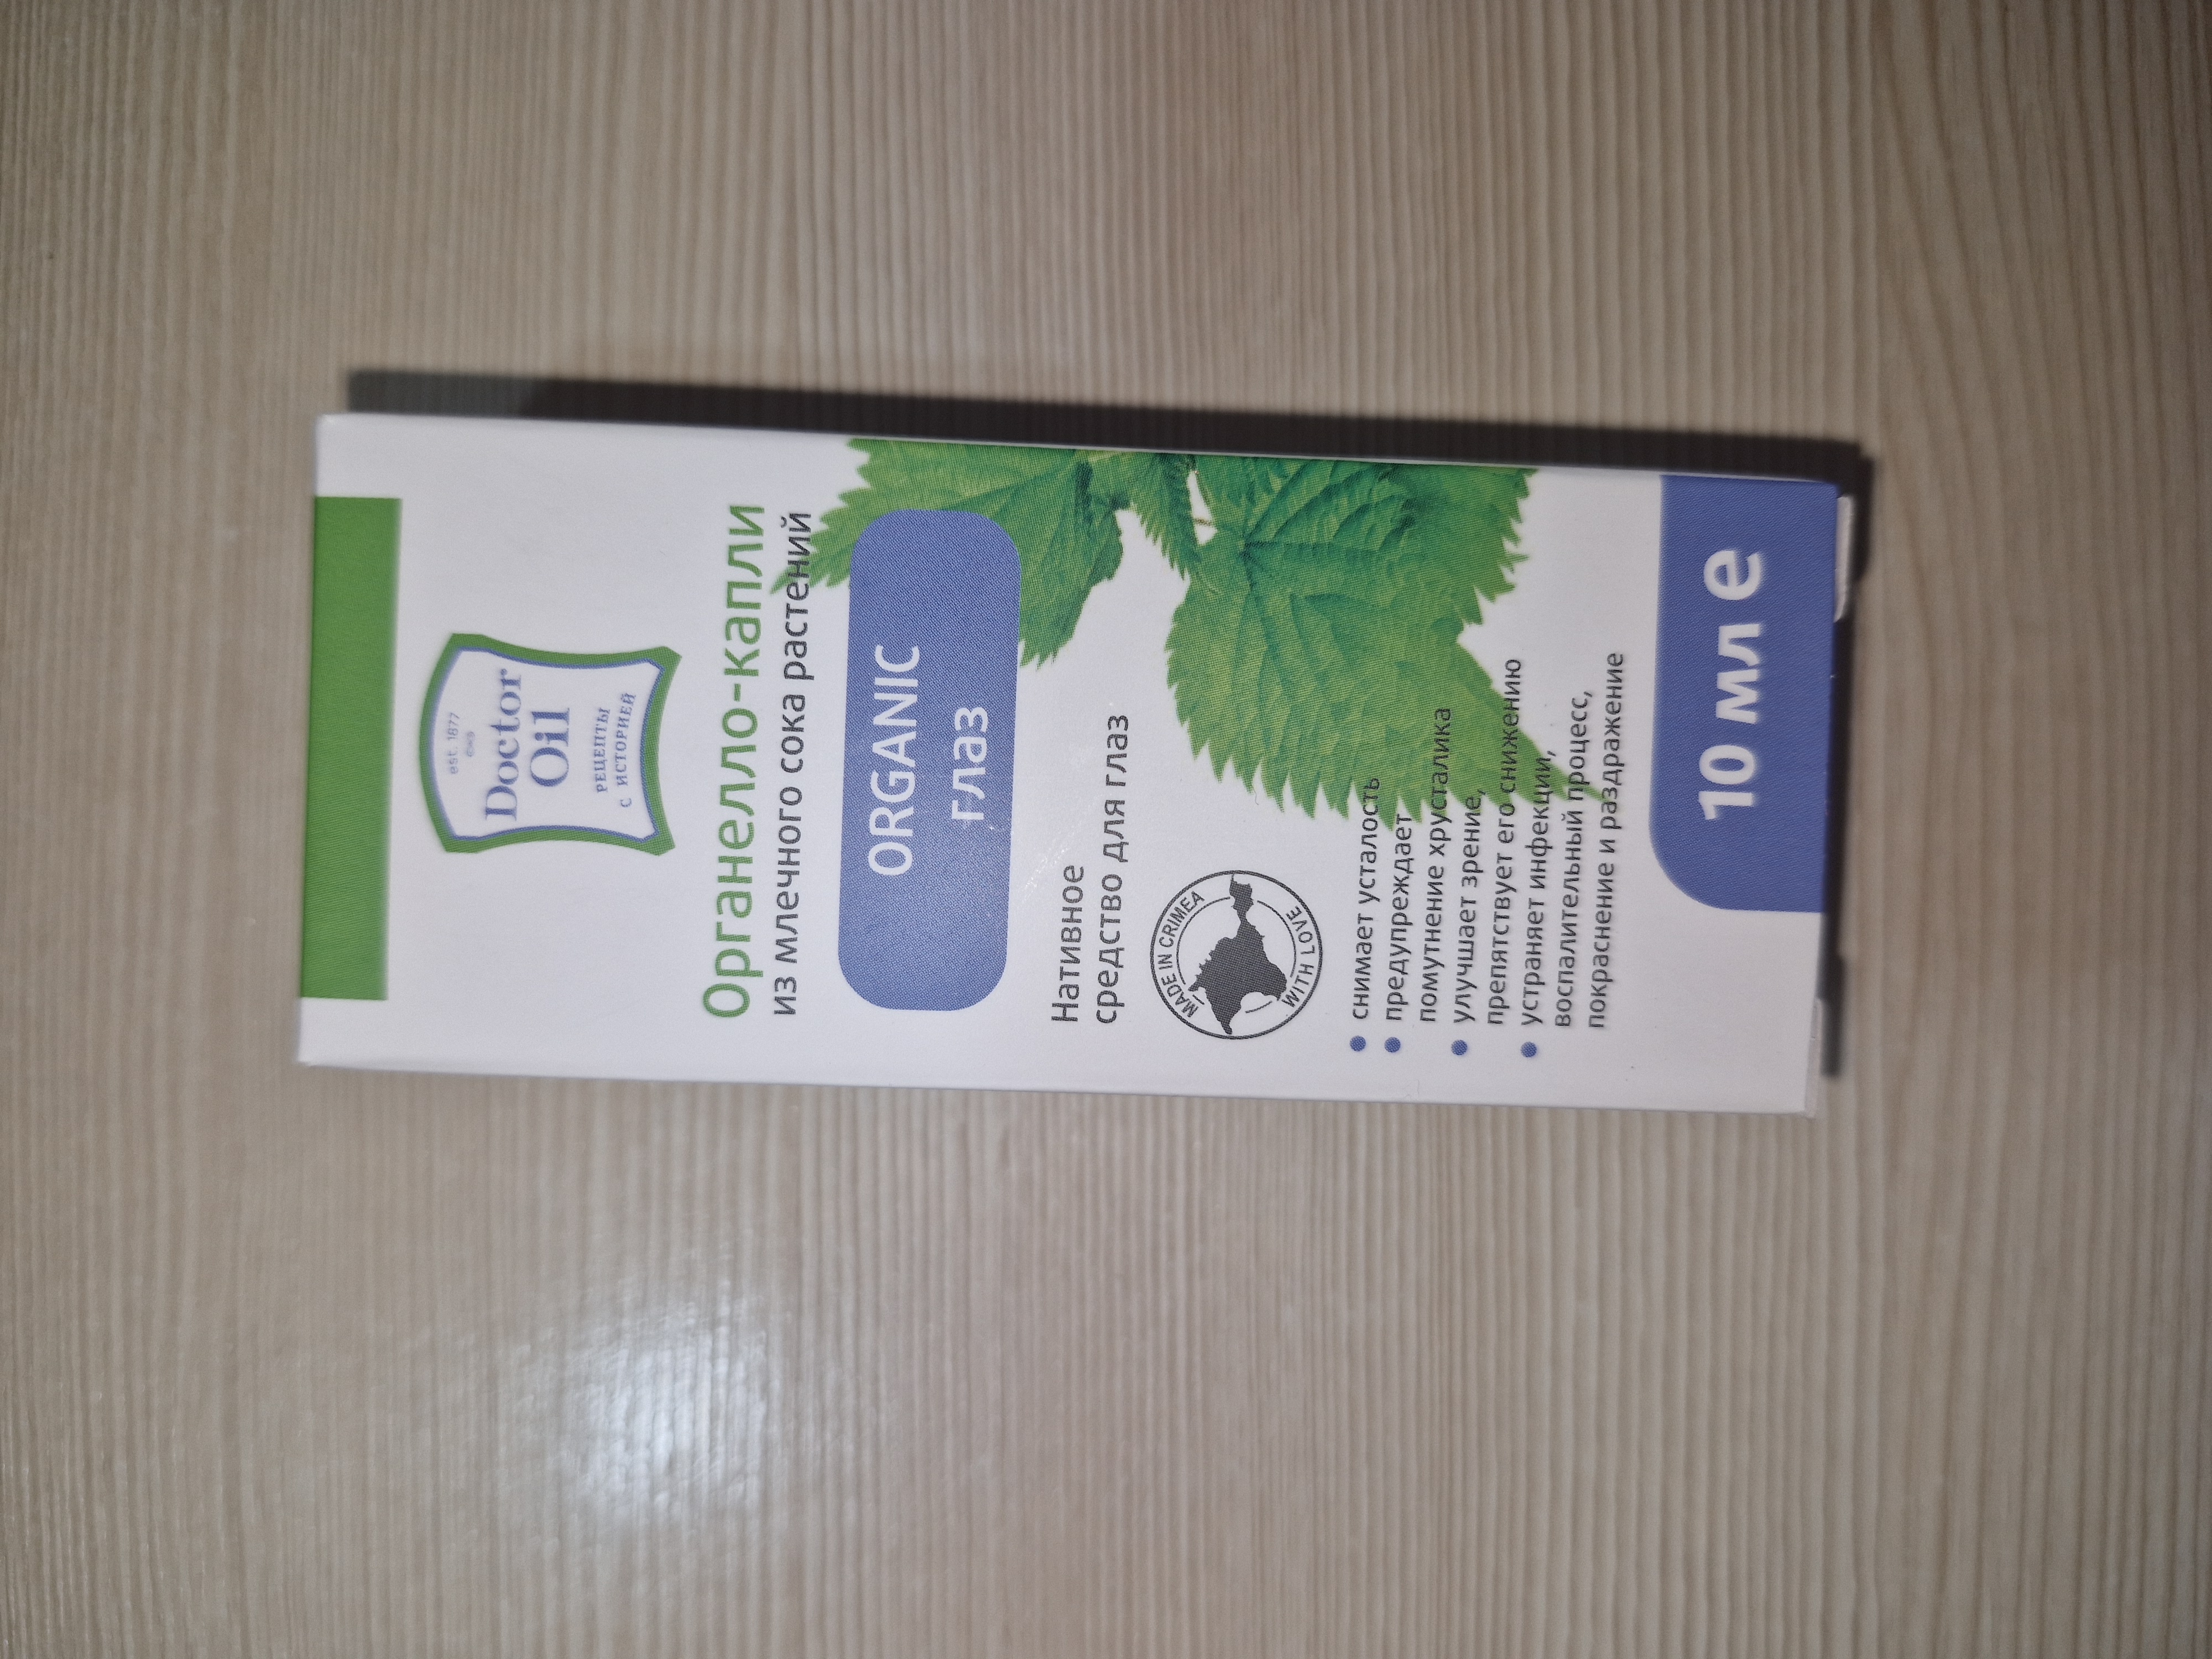 est. 1877
Doctor
Oil
РЕЦЕПТЫ
С ИСТОРИЕЙ
Органелло-капли
из млечного сока растений
ORGANIC
глаз
Нативное
средство для глаз
MADE IN CRIMEA
WITH LOVE
• снимает усталость
• предупреждает
помутнение хрусталика
• улучшает зрение,
препятствует его снижению
• устраняет инфекции,
воспалительный процесс,
покраснение и раздражение
10 мл е